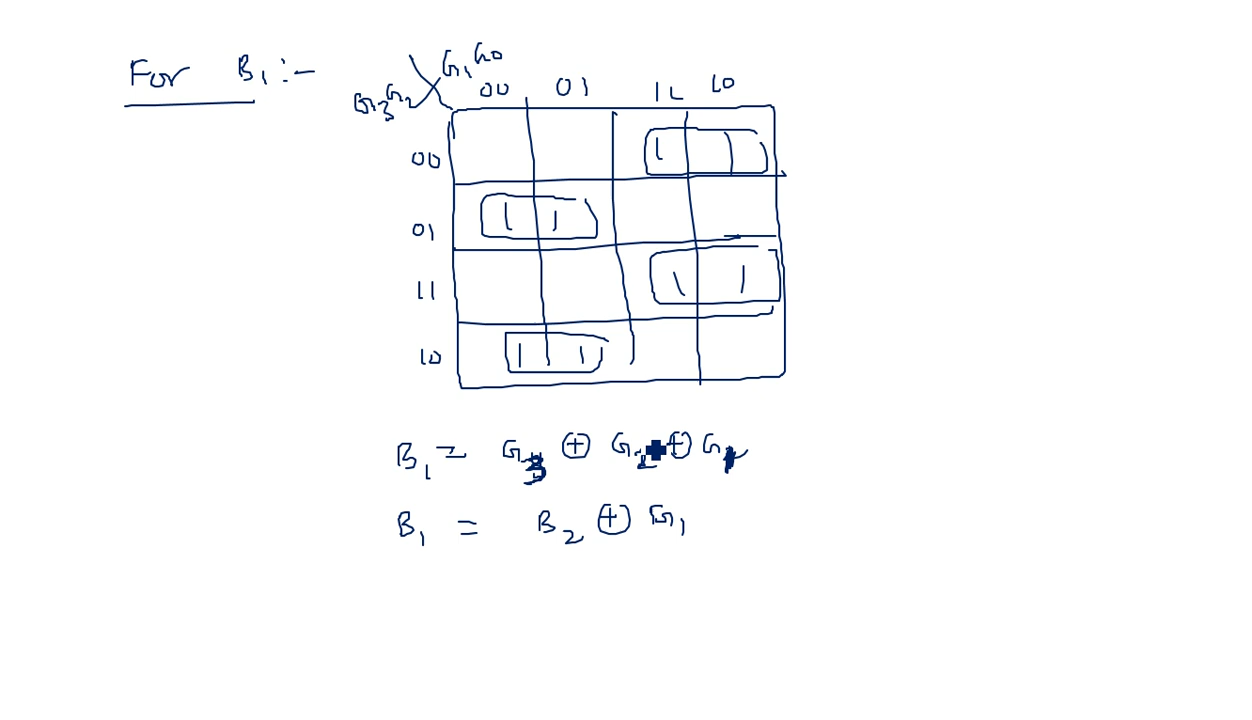 For B₁ :-
G₁G₀
G₃G₂ 00 01 11 10
00 1 1
01 1 1
11 1 1
10 1 1
B₁ = G₃ ⊕ G₂ ⊕ G₁
B₁ = B₂ ⊕ G₁